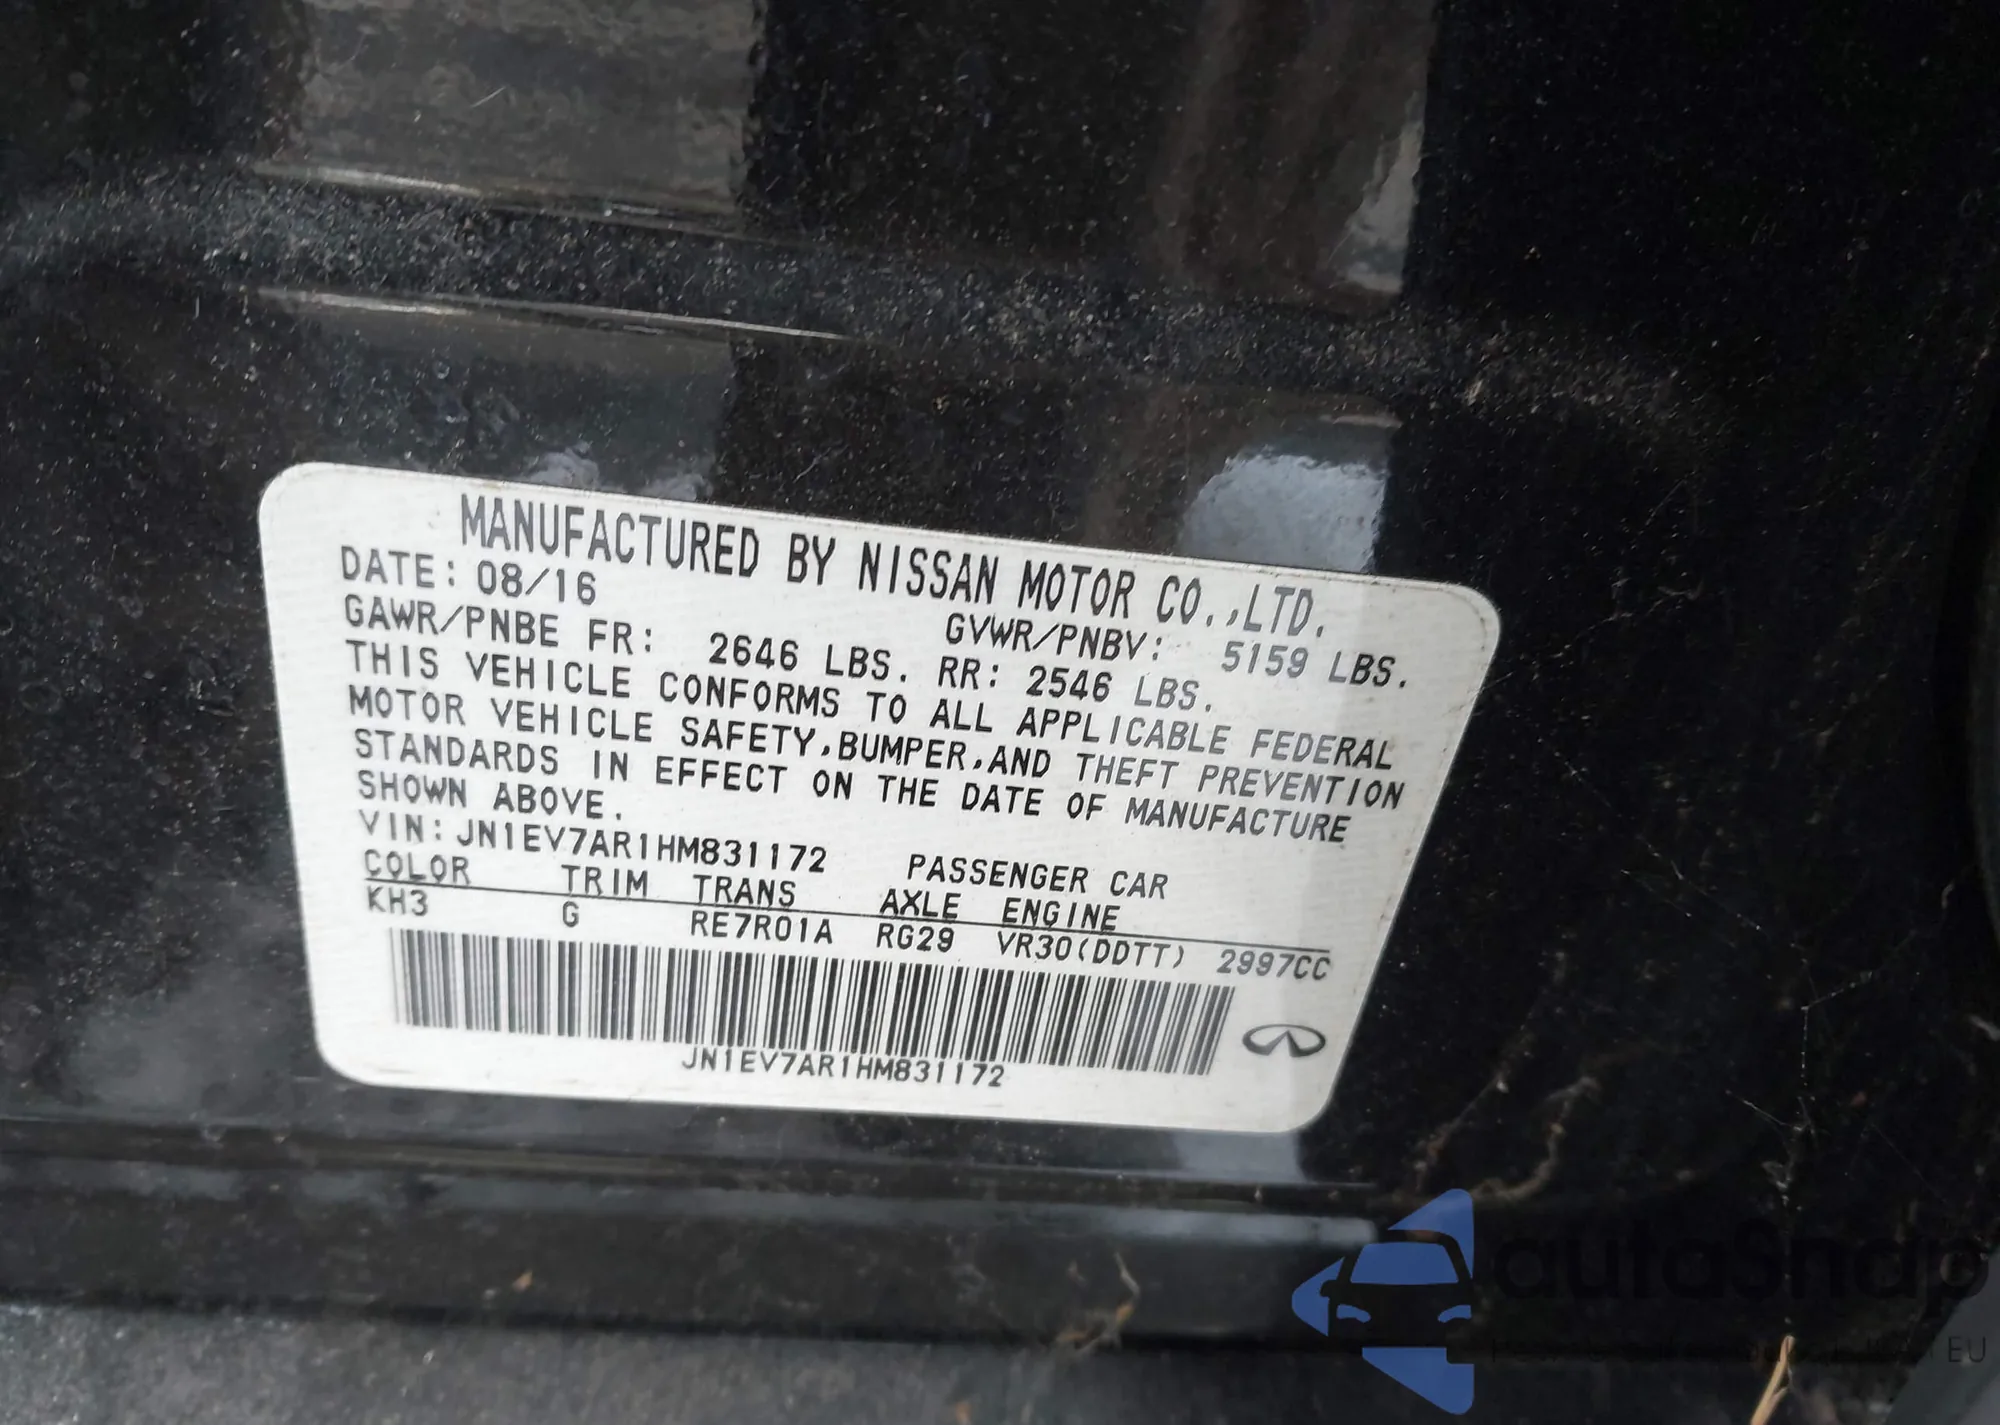 MANUFACTURED BY NISSAN MOTOR CO.,LTD.
DATE: 08/16 GVWR/PNBV: 5159 LBS.
GAWR/PNBE FR: 2646 LBS. RR: 2546 LBS.
THIS VEHICLE CONFORMS TO ALL APPLICABLE FEDERAL
MOTOR VEHICLE SAFETY,BUMPER,AND THEFT PREVENTION
STANDARDS IN EFFECT ON THE DATE OF MANUFACTURE
SHOWN ABOVE.
VIN: JN1EV7AR1HM831172 PASSENGER CAR
COLOR TRIM TRANS AXLE ENGINE
KH3 G RE7R01A RG29 VR30(DDTT) 2997CC
JN1EV7AR1HM831172
autoSnap
EU